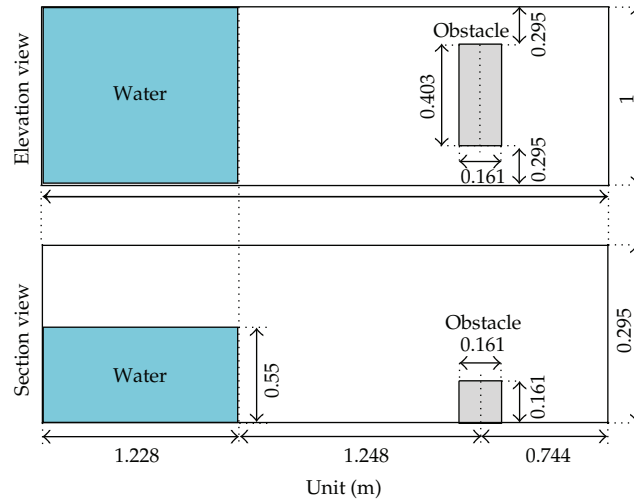 Elevation view
Water
Obstacle
0.295
0.403
1
0.161
0.295
Section view
Water
0.55
Obstacle
0.161
0.161
0.295
1.228
1.248
0.744
Unit (m)